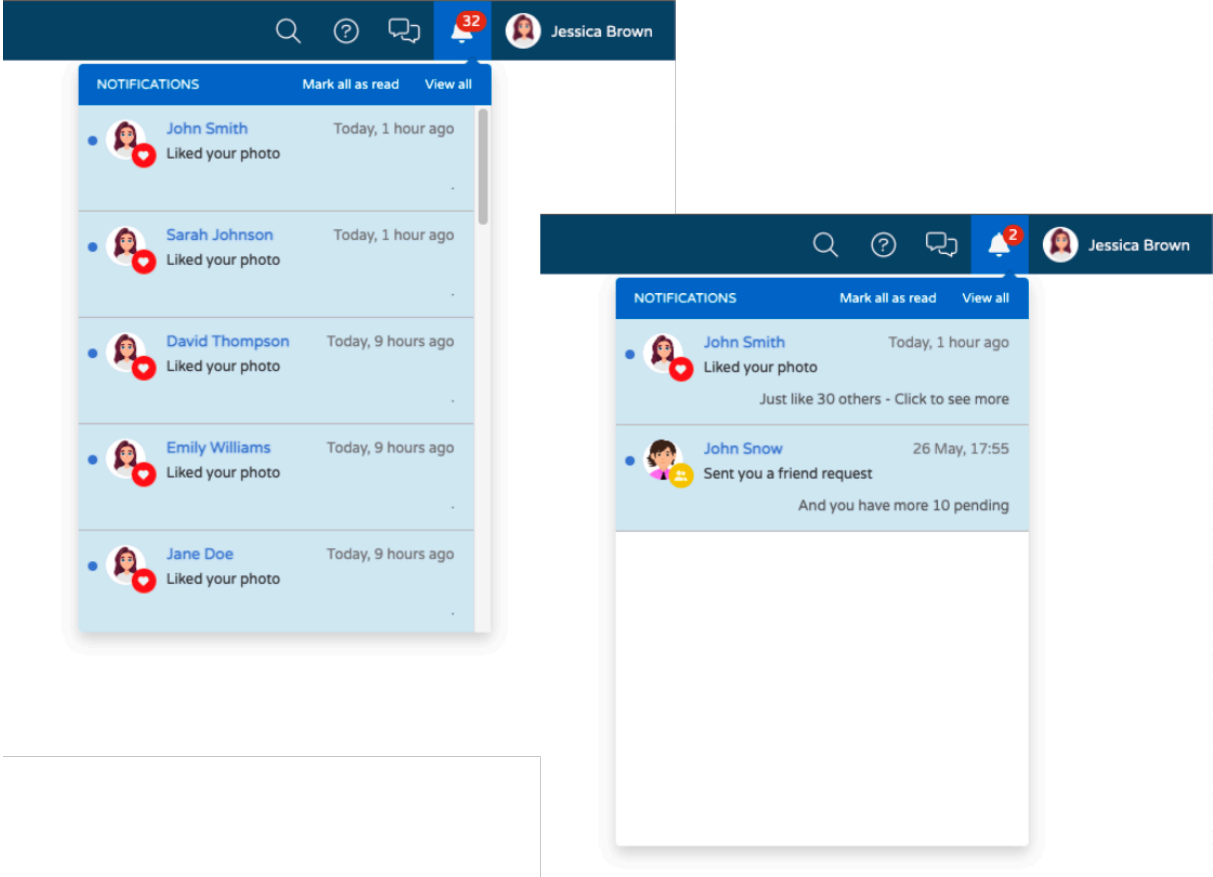 32
Jessica Brown
NOTIFICATIONS Mark all as read View all
John Smith Today, 1 hour ago
Liked your photo
.
Sarah Johnson Today, 1 hour ago
Liked your photo
.
David Thompson Today, 9 hours ago
Liked your photo
.
Emily Williams Today, 9 hours ago
Liked your photo
.
Jane Doe Today, 9 hours ago
Liked your photo
.
2
Jessica Brown
NOTIFICATIONS Mark all as read View all
John Smith Today, 1 hour ago
Liked your photo
Just like 30 others - Click to see more
John Snow 26 May, 17:55
Sent you a friend request
And you have more 10 pending